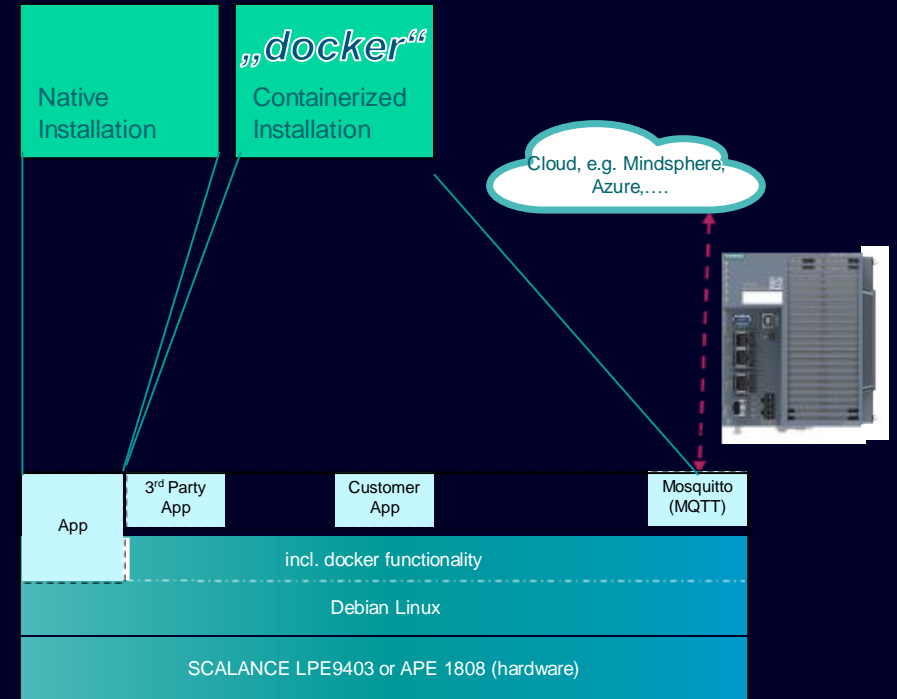 „docker“
Native
Installation
Containerized
Installation
Cloud, e.g. Mindsphere,
Azure,….
App
3rd Party
App
Customer
App
Mosquitto
(MQTT)
incl. docker functionality
Debian Linux
SCALANCE LPE9403 or APE 1808 (hardware)